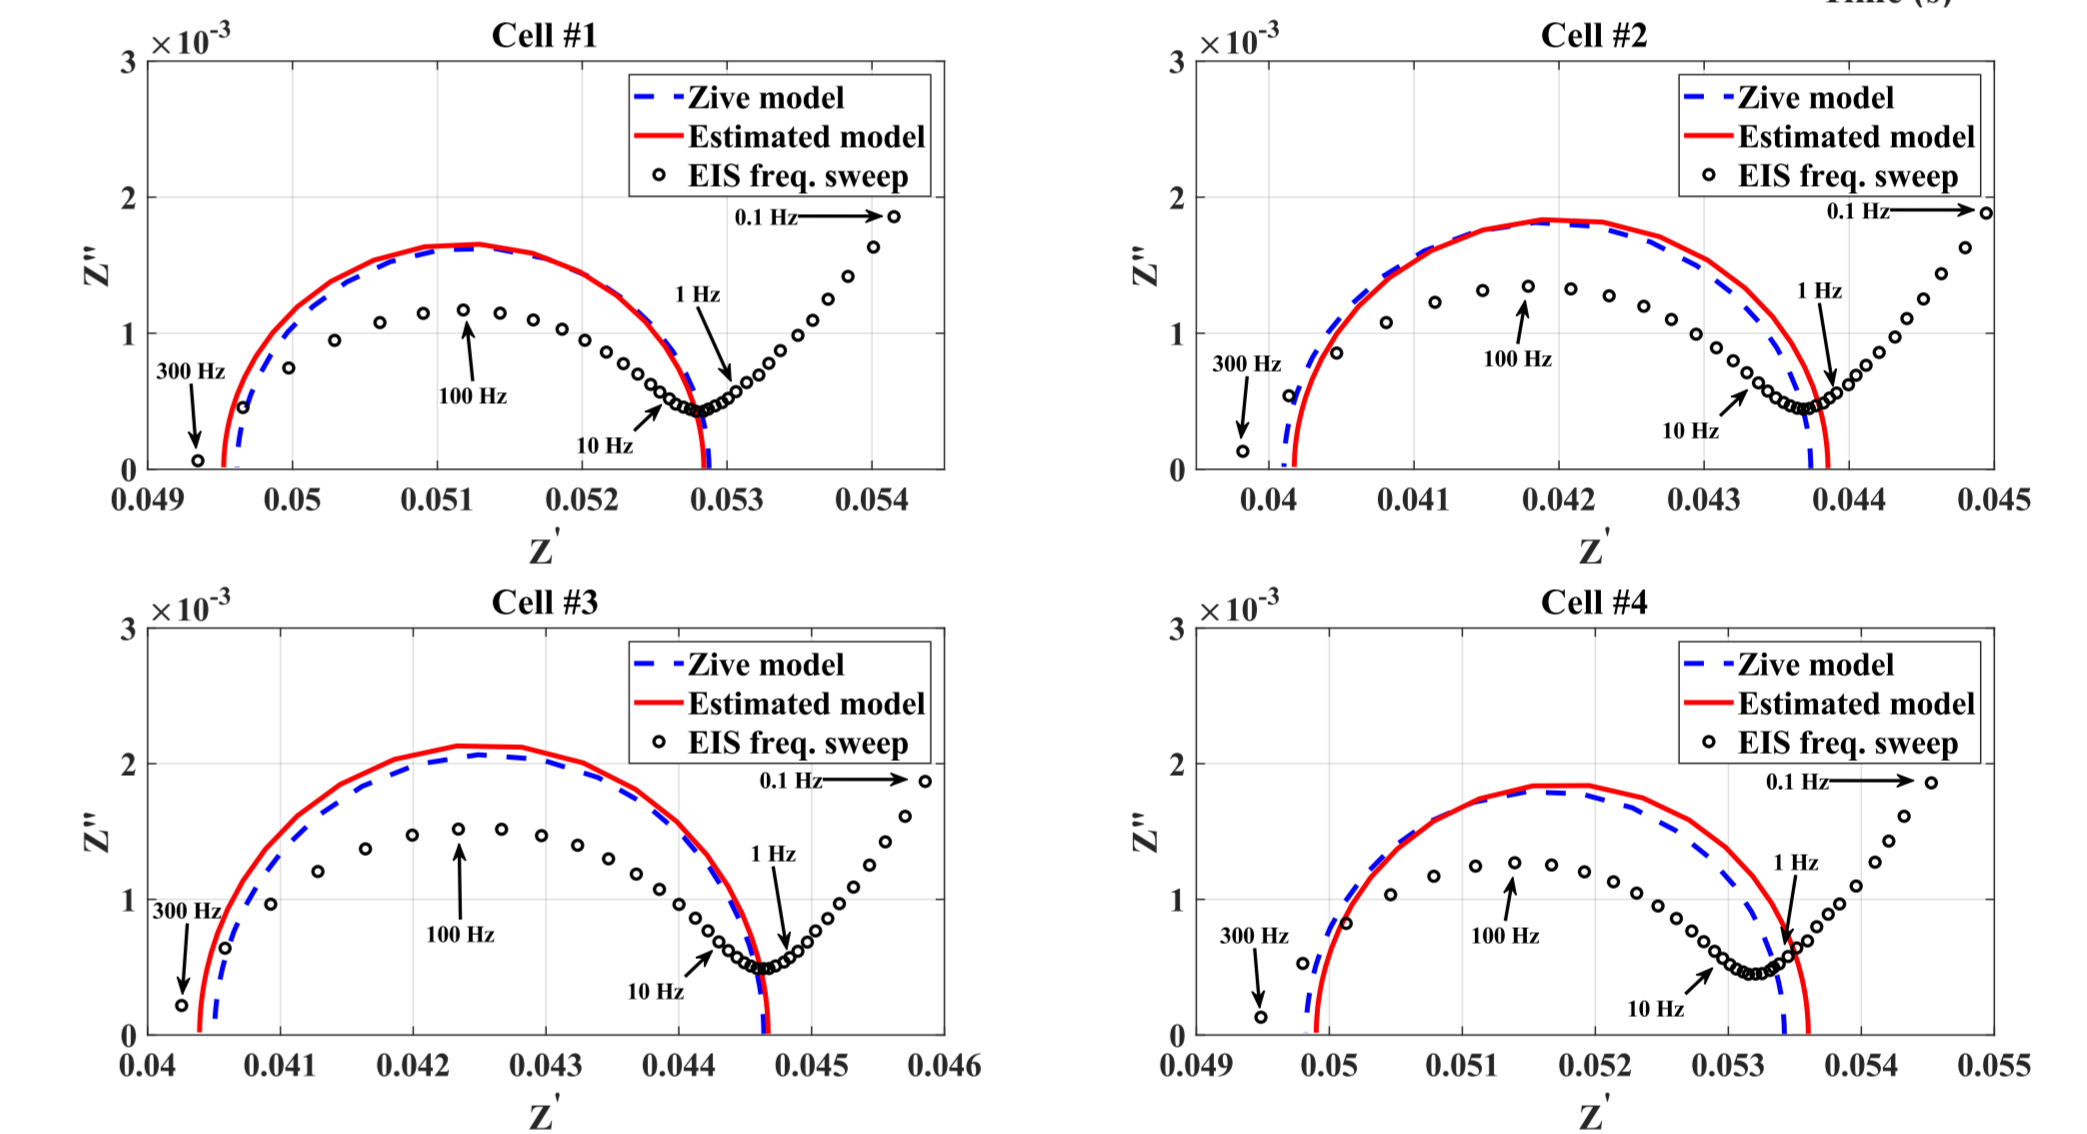 Time (s)
×10-3
Cell #1
3
2
1
0
Z''
Zive model
Estimated model
EIS freq. sweep
0.1 Hz
1 Hz
300 Hz
100 Hz
10 Hz
0.049 0.05 0.051 0.052 0.053 0.054
Z'
×10-3
Cell #2
3
2
1
0
Z''
Zive model
Estimated model
EIS freq. sweep
0.1 Hz
1 Hz
300 Hz
100 Hz
10 Hz
0.04 0.041 0.042 0.043 0.044 0.045
Z'
×10-3
Cell #3
3
2
1
0
Z''
Zive model
Estimated model
EIS freq. sweep
0.1 Hz
1 Hz
300 Hz
100 Hz
10 Hz
0.04 0.041 0.042 0.043 0.044 0.045 0.046
Z'
×10-3
Cell #4
3
2
1
0
Z''
Zive model
Estimated model
EIS freq. sweep
0.1 Hz
1 Hz
300 Hz
100 Hz
10 Hz
0.049 0.05 0.051 0.052 0.053 0.054 0.055
Z'